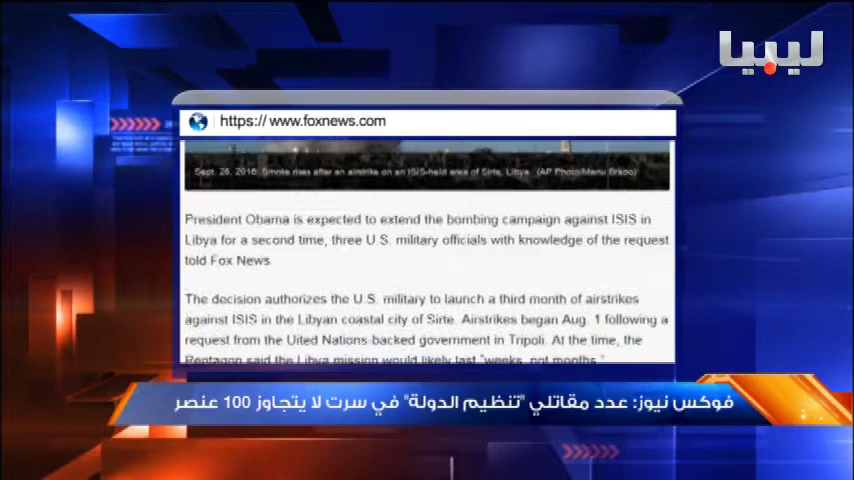 ليبيا
https://www.foxnews.com
Sept. 28, 2016: Smoke rises after an airstrike on an ISIS-held area of Sirte, Libya. (AP Photo/Manu Brabo)
President Obama is expected to extend the bombing campaign against ISIS in
Libya for a second time, three U.S. military officials with knowledge of the request
told Fox News.
The decision authorizes the U.S. military to launch a third month of airstrikes
against ISIS in the Libyan coastal city of Sirte. Airstrikes began Aug. 1 following a
request from the Uited Nations-backed government in Tripoli. At the time, the
Pentagon said the Libya mission would likely last "weeks, not months."
فوكس نيوز: عدد مقاتلي "تنظيم الدولة" في سرت لا يتجاوز 100 عنصر